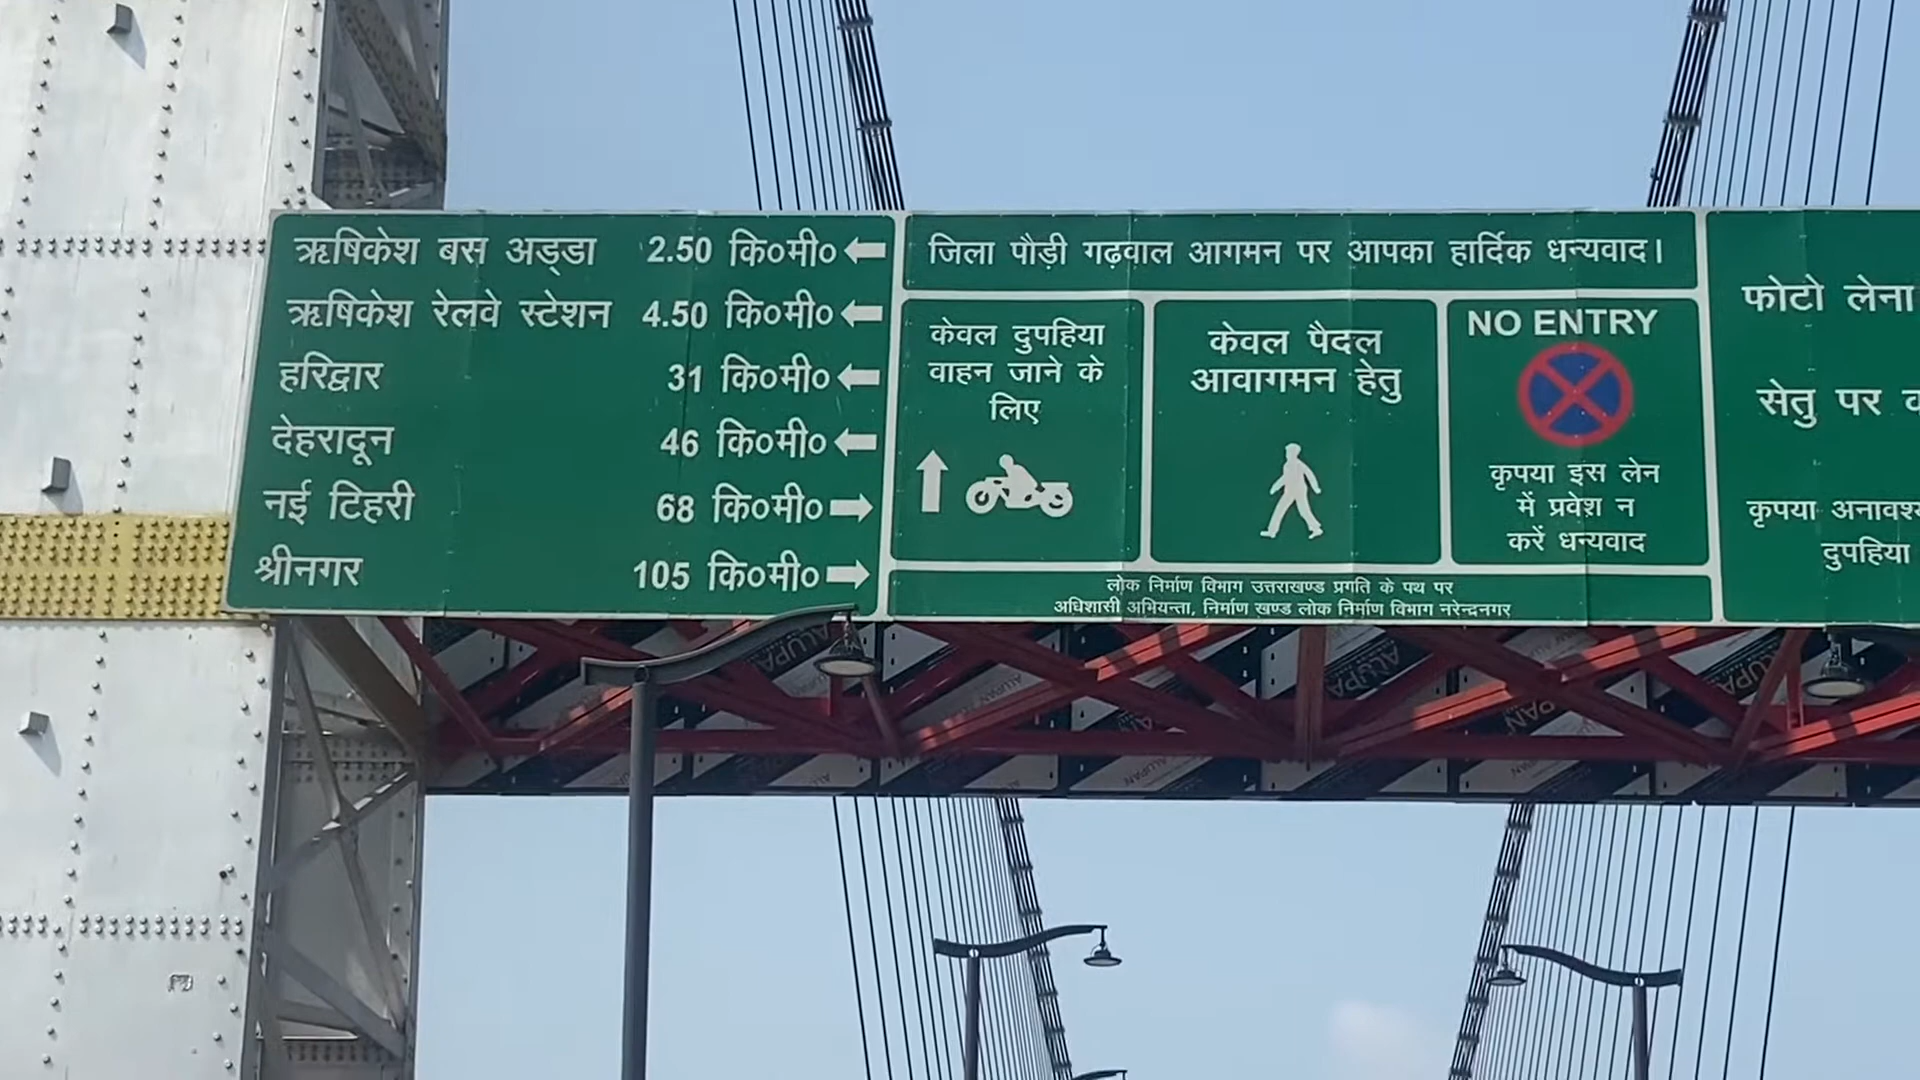 ऋषिकेश बस अड्डा 2.50 कि०मी०
ऋषिकेश रेलवे स्टेशन 4.50 कि०मी०
हरिद्वार 31 कि०मी०
देहरादून 46 कि०मी०
नई टिहरी 68 कि०मी०
श्रीनगर 105 कि०मी०
जिला पौड़ी गढ़वाल आगमन पर आपका हार्दिक धन्यवाद।
केवल दुपहिया
वाहन जाने के
लिए
केवल पैदल
आवागमन हेतु
NO ENTRY
कृपया इस लेन
में प्रवेश न
करें धन्यवाद
लोक निर्माण विभाग उत्तराखण्ड प्रगति के पथ पर
अधिशासी अभियन्ता, निर्माण खण्ड लोक निर्माण विभाग नरेन्द्रनगर
फोटो लेना
सेतु पर
कृपया
दुपहिया
ALUPAN
ALUPAN